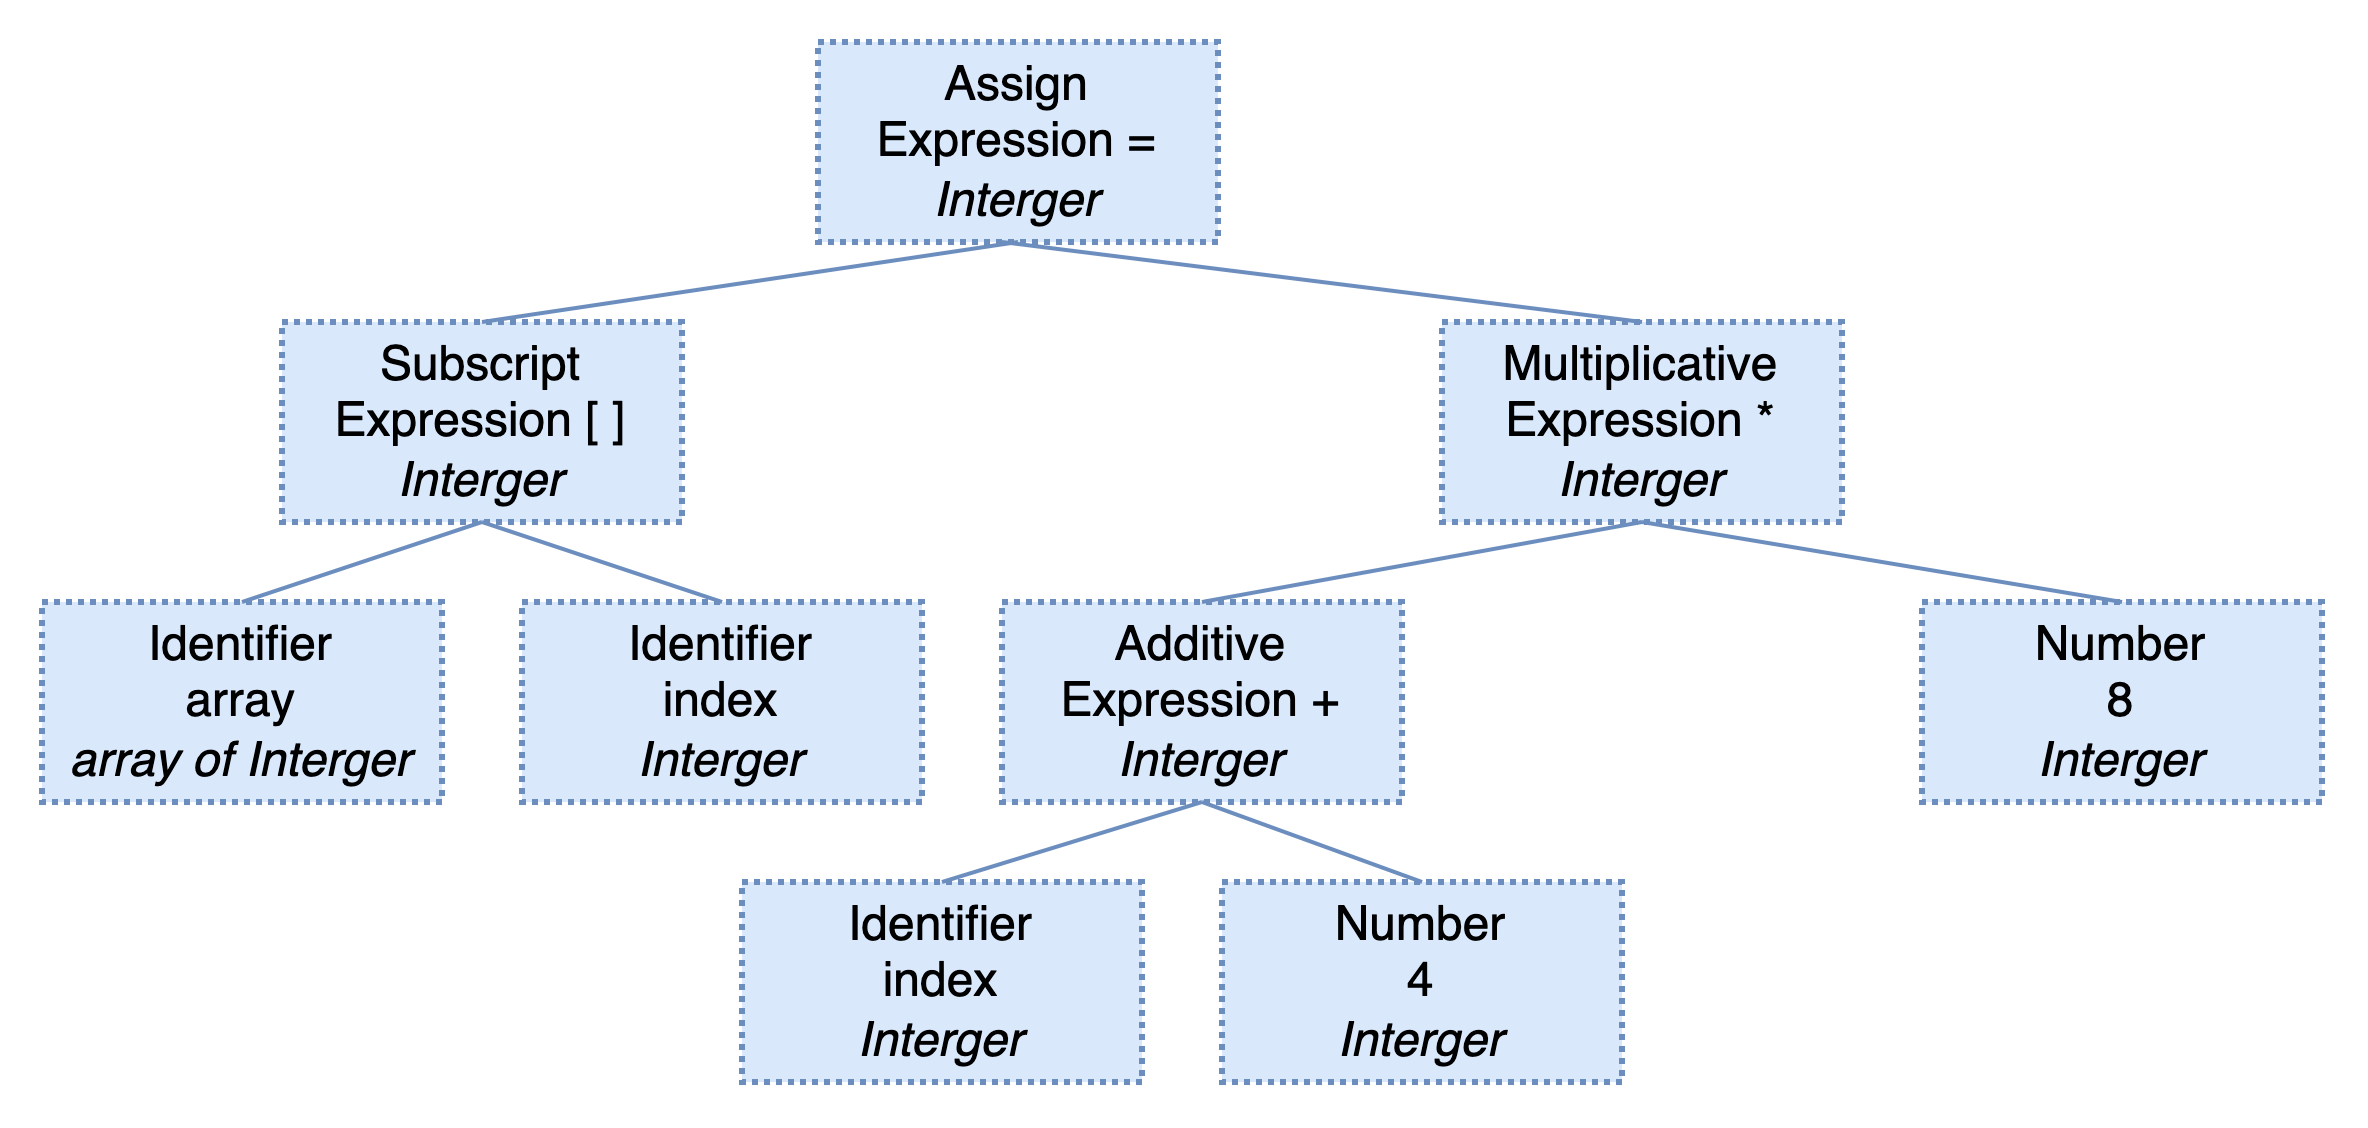 Assign
Expression =
Interger
Subscript
Expression [ ]
Interger
Multiplicative
Expression *
Interger
Identifier
array
array of Interger
Identifier
index
Interger
Additive
Expression +
Interger
Number
8
Interger
Identifier
index
Interger
Number
4
Interger